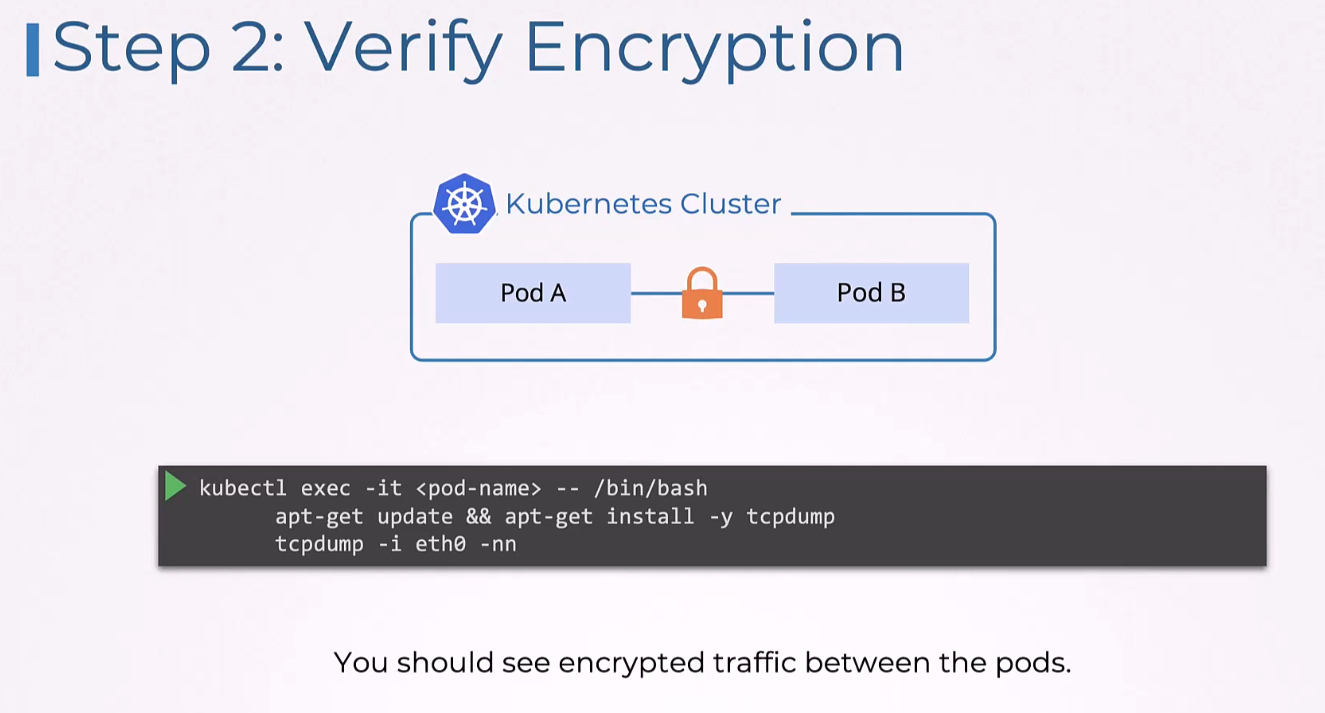 Step 2: Verify Encryption
Kubernetes Cluster
Pod A
Pod B
kubectl exec -it <pod-name> -- /bin/bash
apt-get update && apt-get install -y tcpdump
tcpdump -i eth0 -nn
You should see encrypted traffic between the pods.